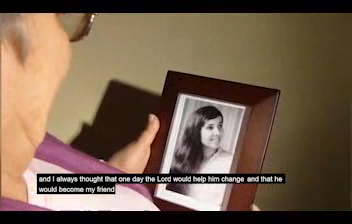 and I always thought that one day the Lord would help him change and that he
would become my friend